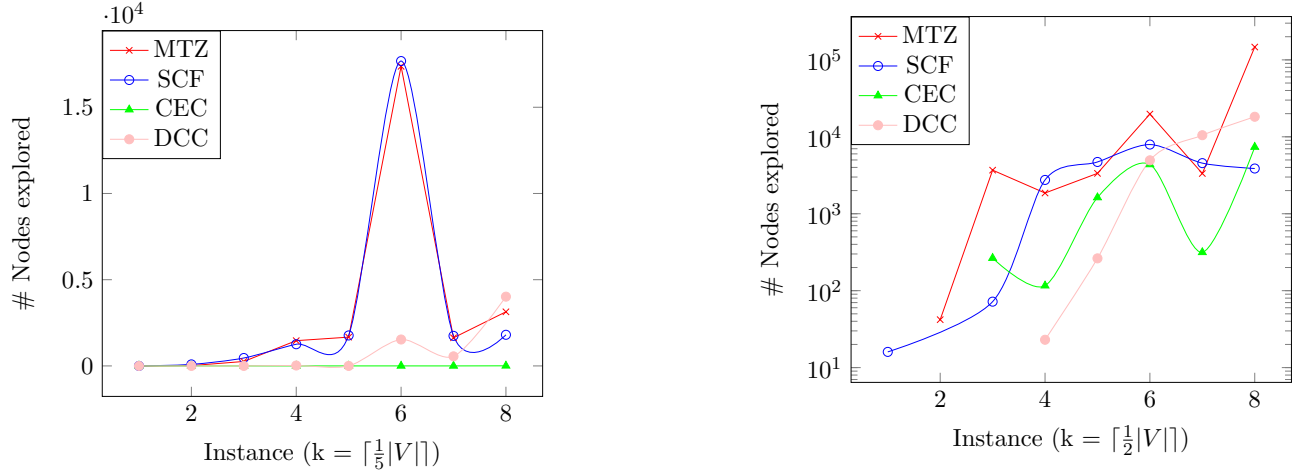 ·10^4
MTZ
SCF
CEC
DCC
1.5
1
0.5
0
# Nodes explored
2 4 6 8
Instance (k = ⌈1/5|V|⌉)
MTZ
SCF
CEC
DCC
10^5
10^4
10^3
10^2
10^1
# Nodes explored
2 4 6 8
Instance (k = ⌈1/2|V|⌉)